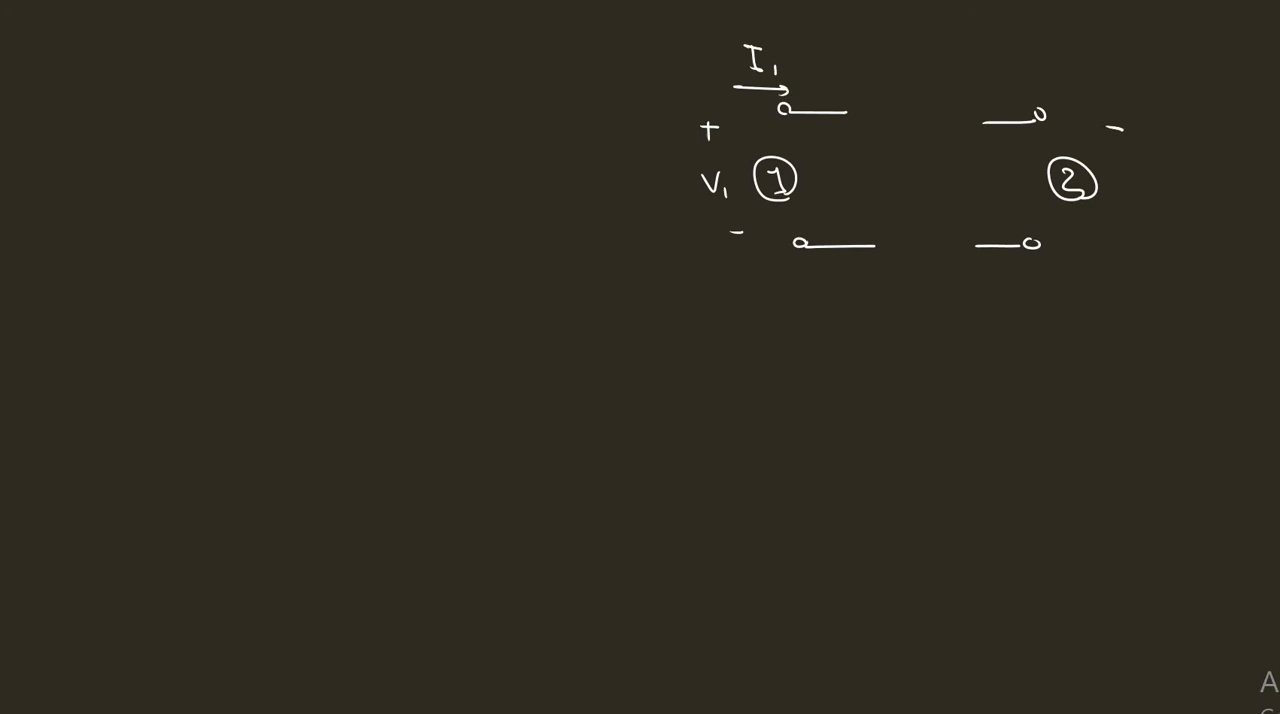 I₁
+ −
V₁ ① ②
−
A